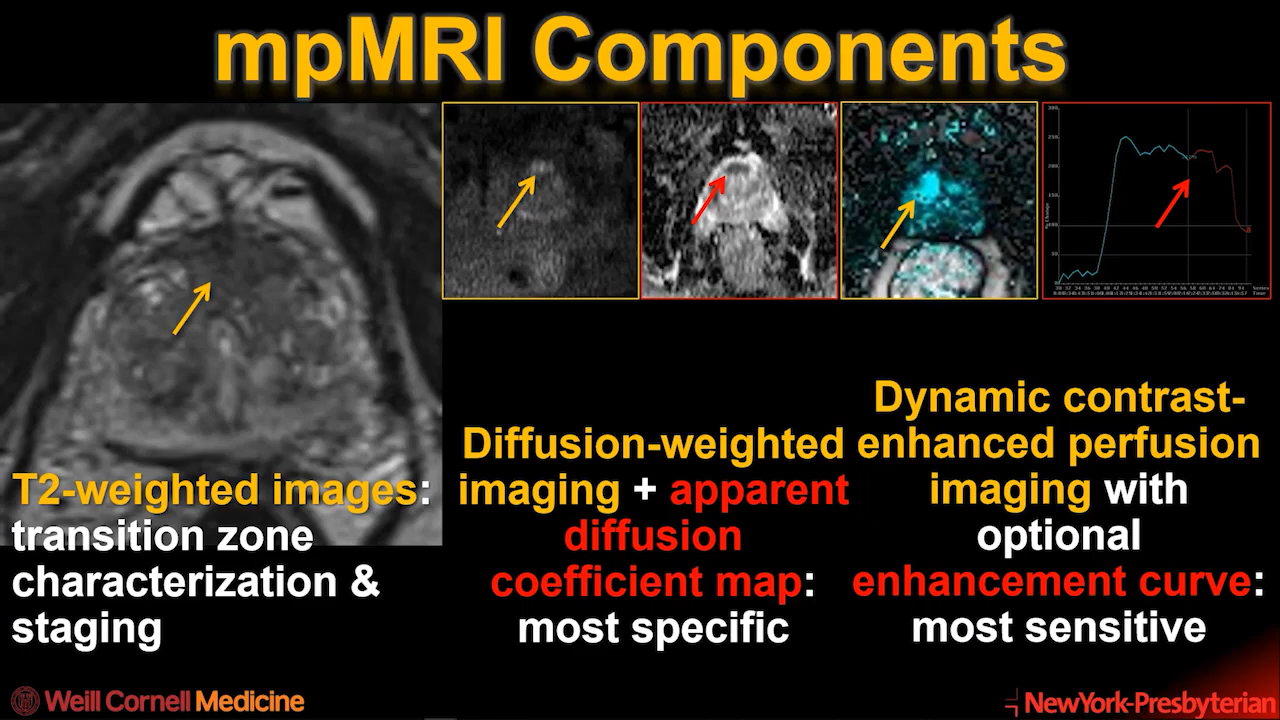 mpMRI Components
T2-weighted images:
transition zone
characterization &
staging
Diffusion-weighted
imaging + apparent
diffusion
coefficient map:
most specific
Dynamic contrast-
enhanced perfusion
imaging with
optional
enhancement curve:
most sensitive
Weill Cornell Medicine
NewYork-Presbyterian